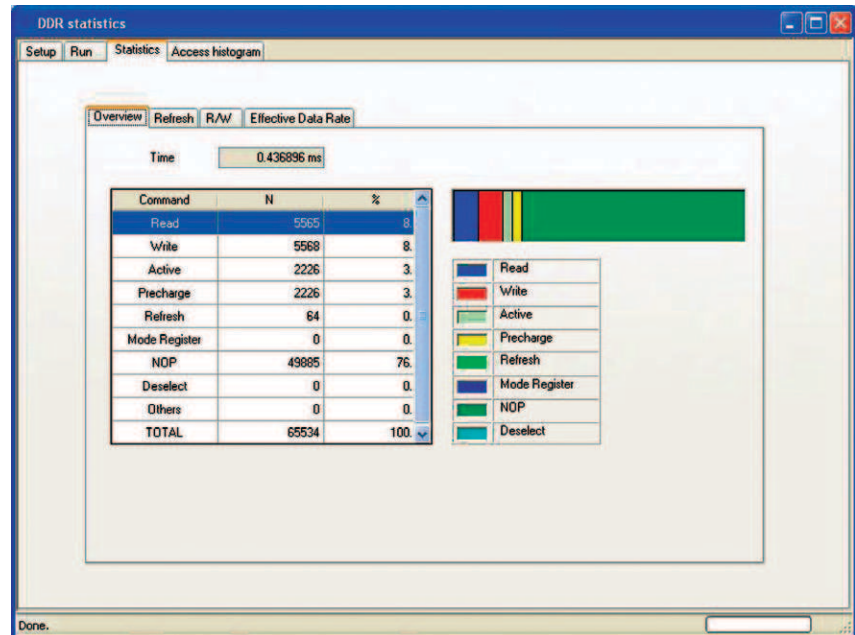 DDR statistics
Setup Run Statistics Access histogram
Overview Refresh R/W Effective Data Rate
Time 0.436896 ms
Command N %
Read 5565 8.
Write 5568 8.
Active 2226 3.
Precharge 2226 3.
Refresh 64 0.
Mode Register 0 0.
NOP 49885 76.
Deselect 0 0.
Others 0 0.
TOTAL 65534 100.
Read
Write
Active
Precharge
Refresh
Mode Register
NOP
Deselect
Done.